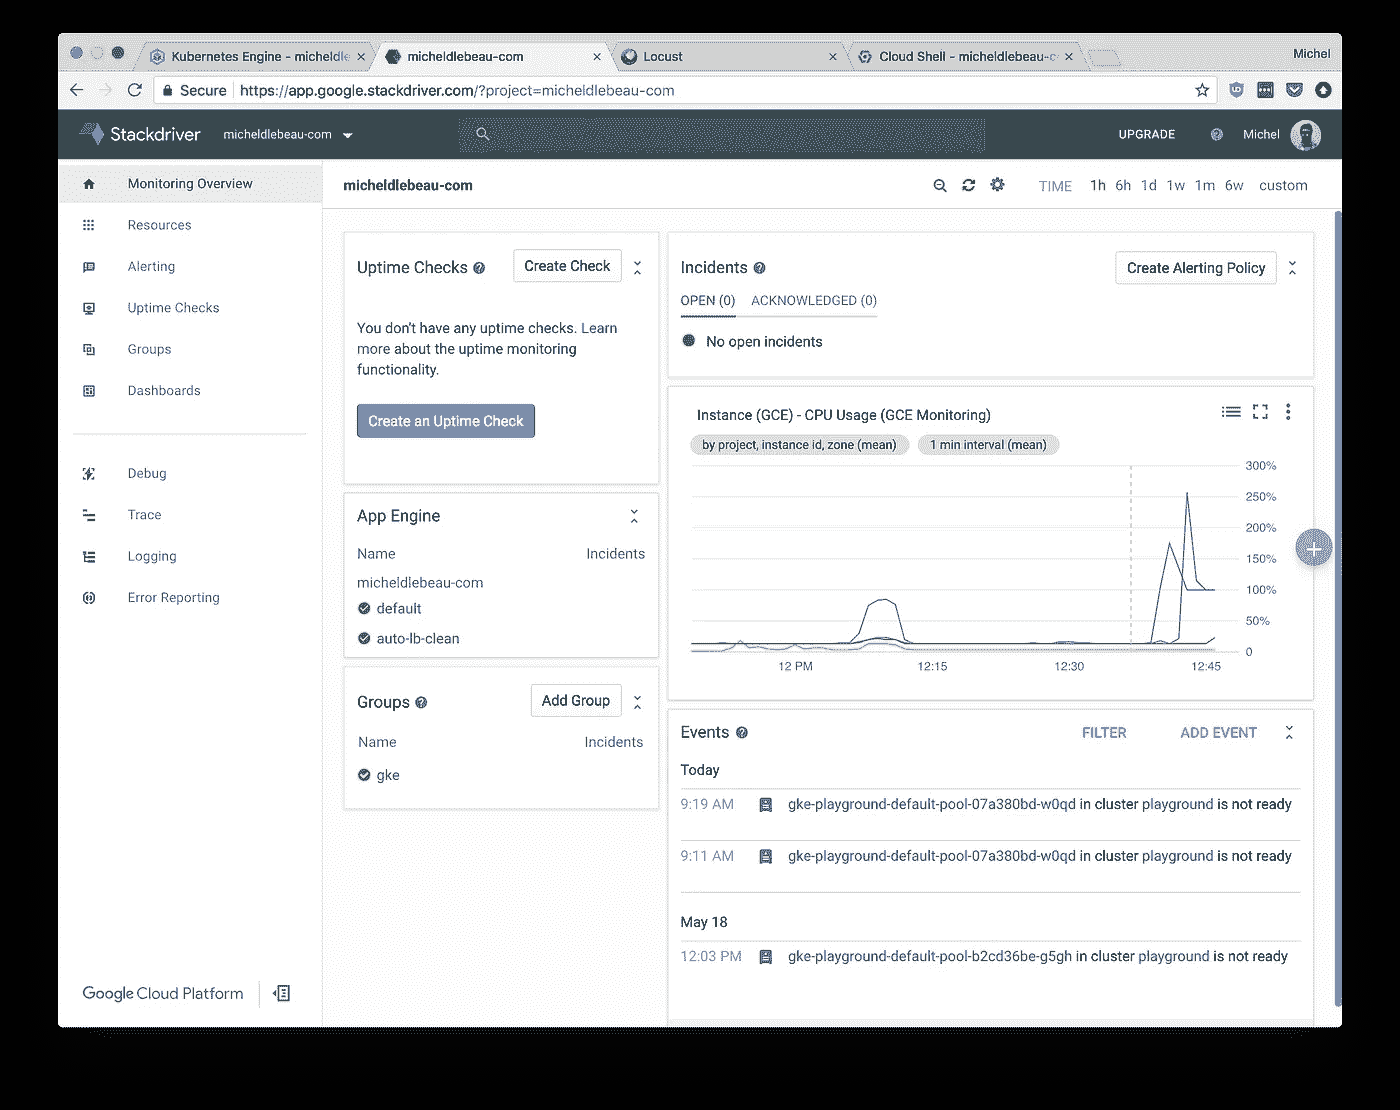 Kubernetes Engine - micheldle
micheldlebeau-com
Locust
Cloud Shell - micheldlebeau-c
Michel
Secure
https://app.google.stackdriver.com/?project=micheldlebeau-com
Stackdriver
micheldlebeau-com
UPGRADE
Michel
Monitoring Overview
Resources
Alerting
Uptime Checks
Groups
Dashboards
Debug
Trace
Logging
Error Reporting
Google Cloud Platform
micheldlebeau-com
TIME 1h 6h 1d 1w 1m 6w custom
Uptime Checks
Create Check
You don't have any uptime checks. Learn
more about the uptime monitoring
functionality.
Create an Uptime Check
App Engine
Name Incidents
micheldlebeau-com
default
auto-lb-clean
Groups
Add Group
Name Incidents
gke
Incidents
Create Alerting Policy
OPEN (0) ACKNOWLEDGED (0)
No open incidents
Instance (GCE) - CPU Usage (GCE Monitoring)
by project, instance id, zone (mean) 1 min interval (mean)
300%
250%
200%
150%
100%
50%
0
12 PM 12:15 12:30 12:45
Events
FILTER ADD EVENT
Today
9:19 AM gke-playground-default-pool-07a380bd-w0qd in cluster playground is not ready
9:11 AM gke-playground-default-pool-07a380bd-w0qd in cluster playground is not ready
May 18
12:03 PM gke-playground-default-pool-b2cd36be-g5gh in cluster playground is not ready